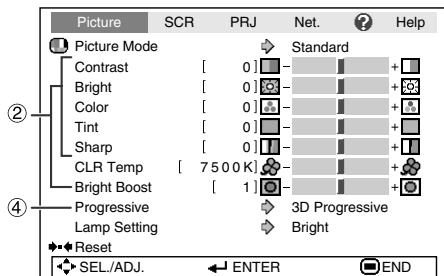 Picture SCR PRJ Net. ? Help
Picture Mode Standard
Contrast [ 0] - +
Bright [ 0] - +
② Color [ 0] - +
Tint [ 0] - +
Sharp [ 0] - +
CLR Temp [ 7500K] - +
Bright Boost [ 1] - +
④ Progressive 3D Progressive
Lamp Setting Bright
Reset
SEL./ADJ. ENTER END